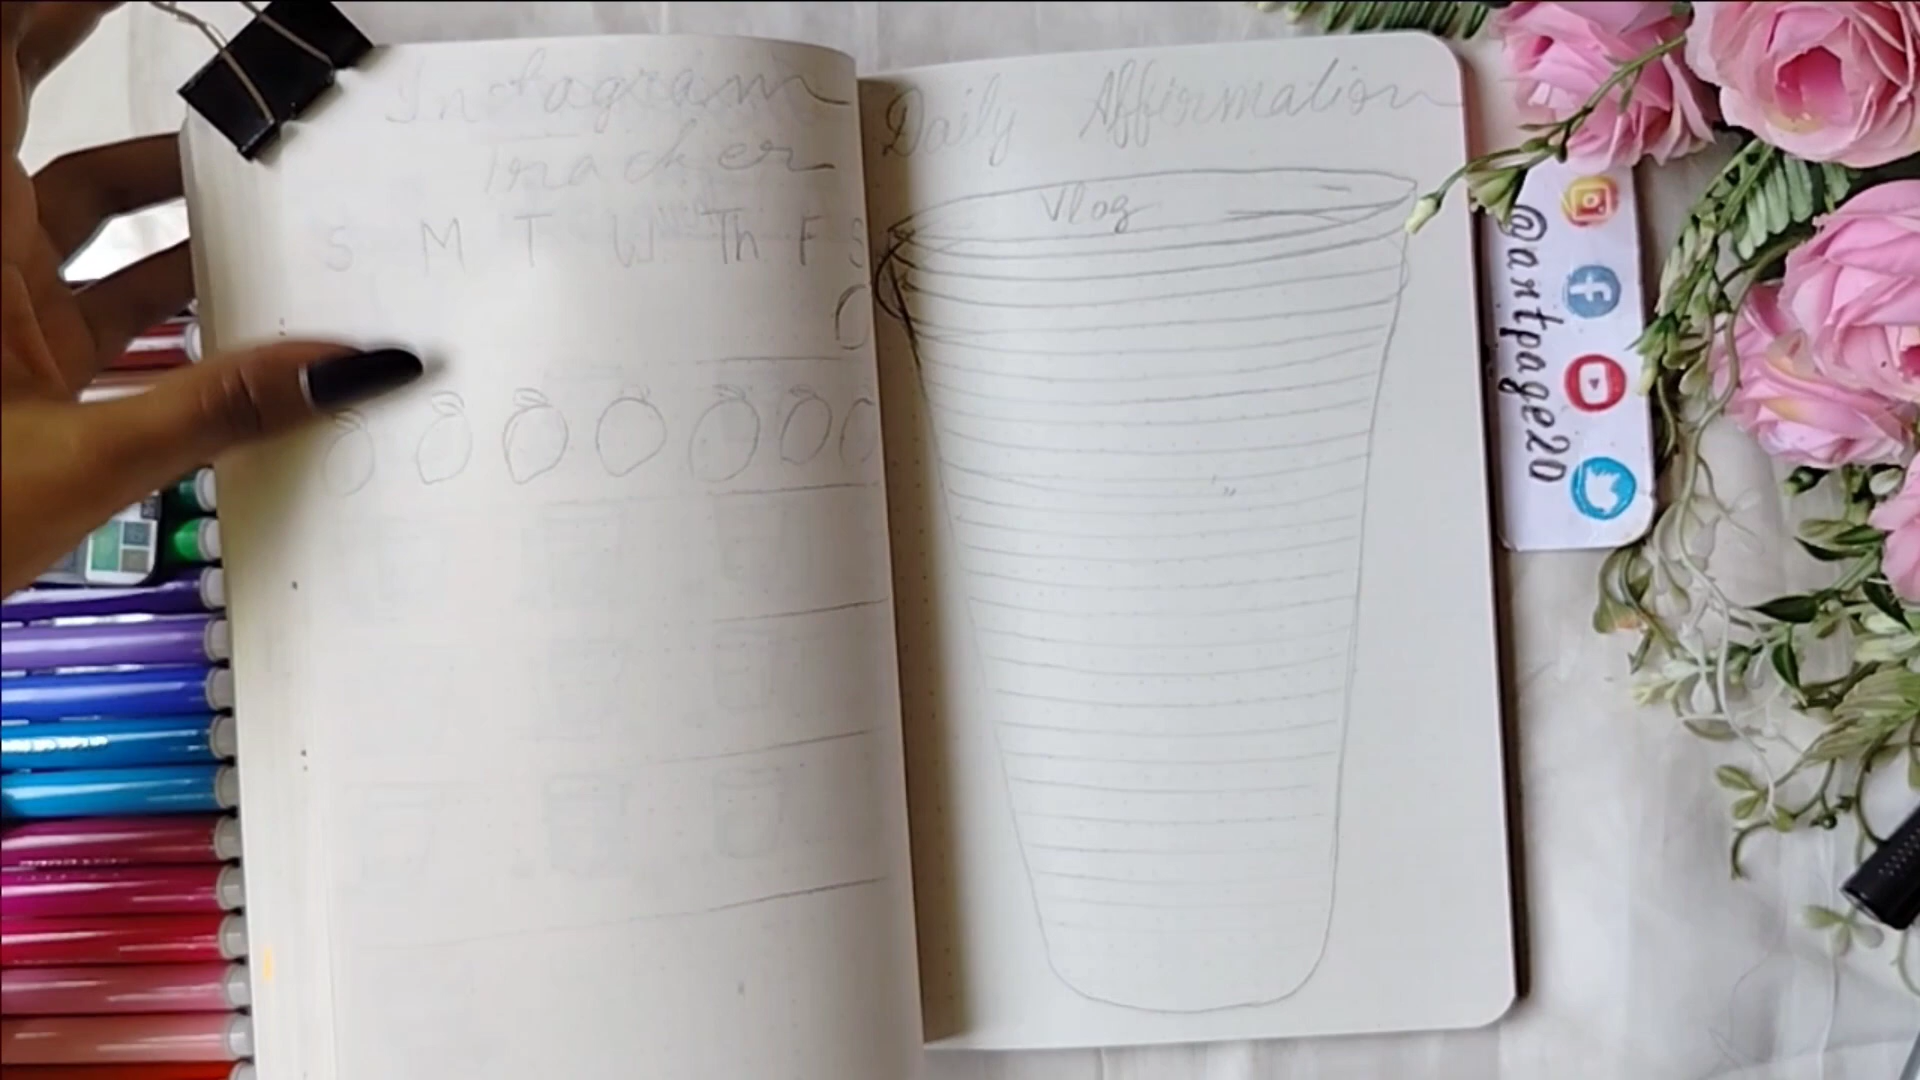 Instagram
Tracker
S M T W Th F S
Daily Affirmation
Vlog
@artpage20